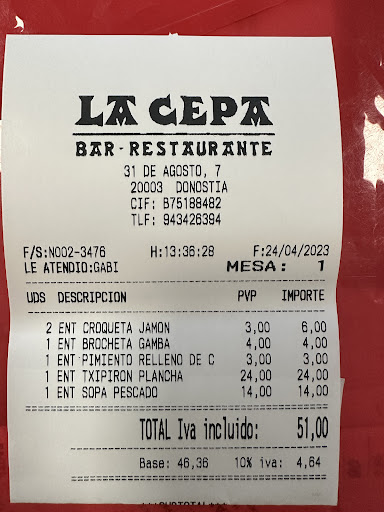 LA CEPA
BAR-RESTAURANTE
31 DE AGOSTO, 7
20003 DONOSTIA
CIF: B75188482
TLF: 943426394
F/S:N002-3476 H:13:36:28 F:24/04/2023
LE ATENDIO:GABI MESA: 1
UDS DESCRIPCION PVP IMPORTE
2 ENT CROQUETA JAMON 3,00 6,00
1 ENT BROCHETA GAMBA 4,00 4,00
1 ENT PIMIENTO RELLENO DE C 3,00 3,00
1 ENT TXIPIRON PLANCHA 24,00 24,00
1 ENT SOPA PESCADO 14,00 14,00
TOTAL Iva incluido: 51,00
Base: 46,36 10% iva: 4,64